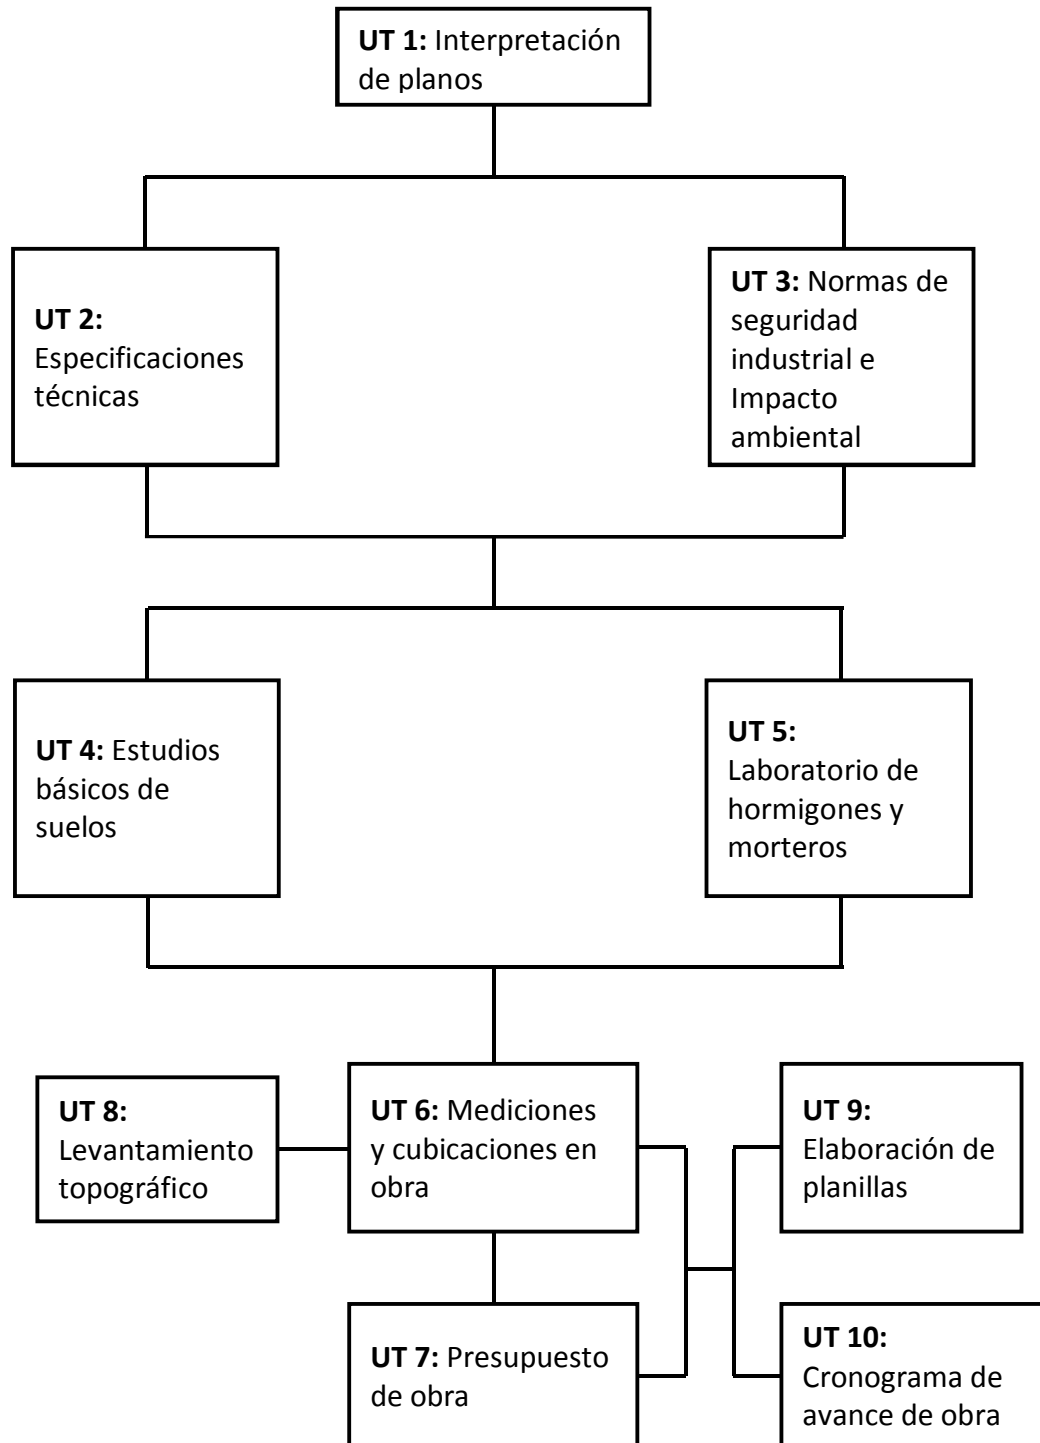 UT 1: Interpretación
de planos
UT 2:
Especificaciones
técnicas
UT 3: Normas de
seguridad
industrial e
Impacto
ambiental
UT 4: Estudios
básicos de
suelos
UT 5:
Laboratorio de
hormigones y
morteros
UT 8:
Levantamiento
topográfico
UT 6: Mediciones
y cubicaciones en
obra
UT 9:
Elaboración de
planillas
UT 7: Presupuesto
de obra
UT 10:
Cronograma de
avance de obra